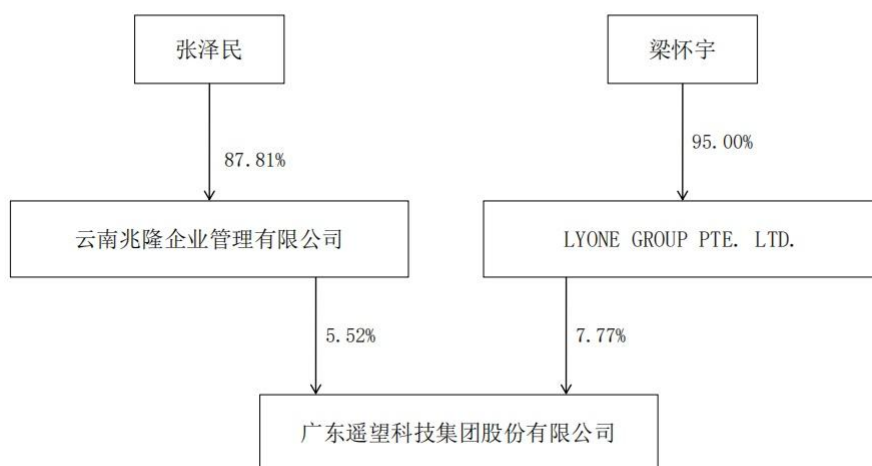 张泽民
梁怀宇
87.81%
95.00%
云南兆隆企业管理有限公司
LYONE GROUP PTE. LTD.
5.52%
7.77%
广东遥望科技集团股份有限公司